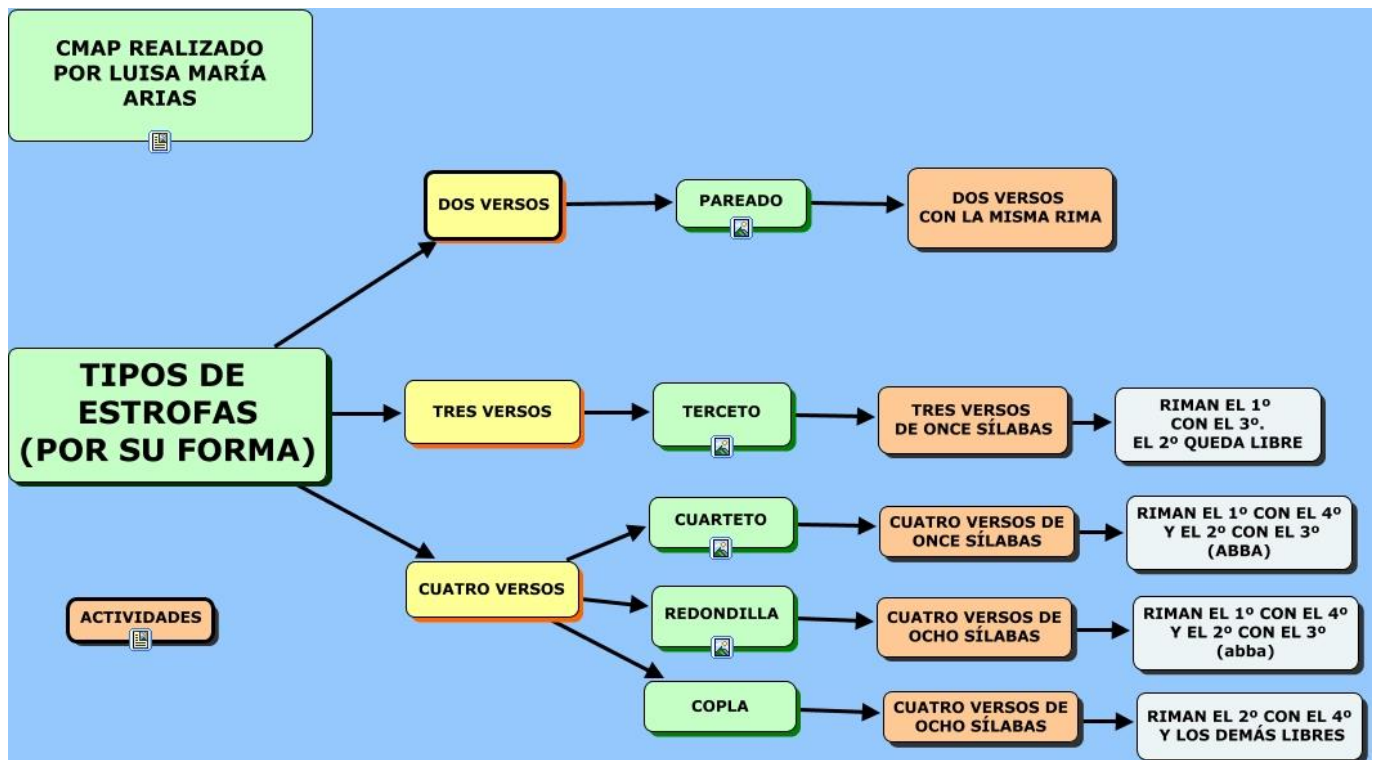 CMAP REALIZADO
POR LUISA MARÍA
ARIAS
DOS VERSOS
PAREADO
DOS VERSOS
CON LA MISMA RIMA
TIPOS DE
ESTROFAS
(POR SU FORMA)
TRES VERSOS
TERCETO
TRES VERSOS
DE ONCE SÍLABAS
RIMAN EL 1º
CON EL 3º.
EL 2º QUEDA LIBRE
CUATRO VERSOS
CUARTETO
CUATRO VERSOS DE
ONCE SÍLABAS
RIMAN EL 1º CON EL 4º
Y EL 2º CON EL 3º
(ABBA)
REDONDILLA
CUATRO VERSOS DE
OCHO SÍLABAS
RIMAN EL 1º CON EL 4º
Y EL 2º CON EL 3º
(abba)
COPLA
CUATRO VERSOS DE
OCHO SÍLABAS
RIMAN EL 2º CON EL 4º
Y LOS DEMÁS LIBRES
ACTIVIDADES